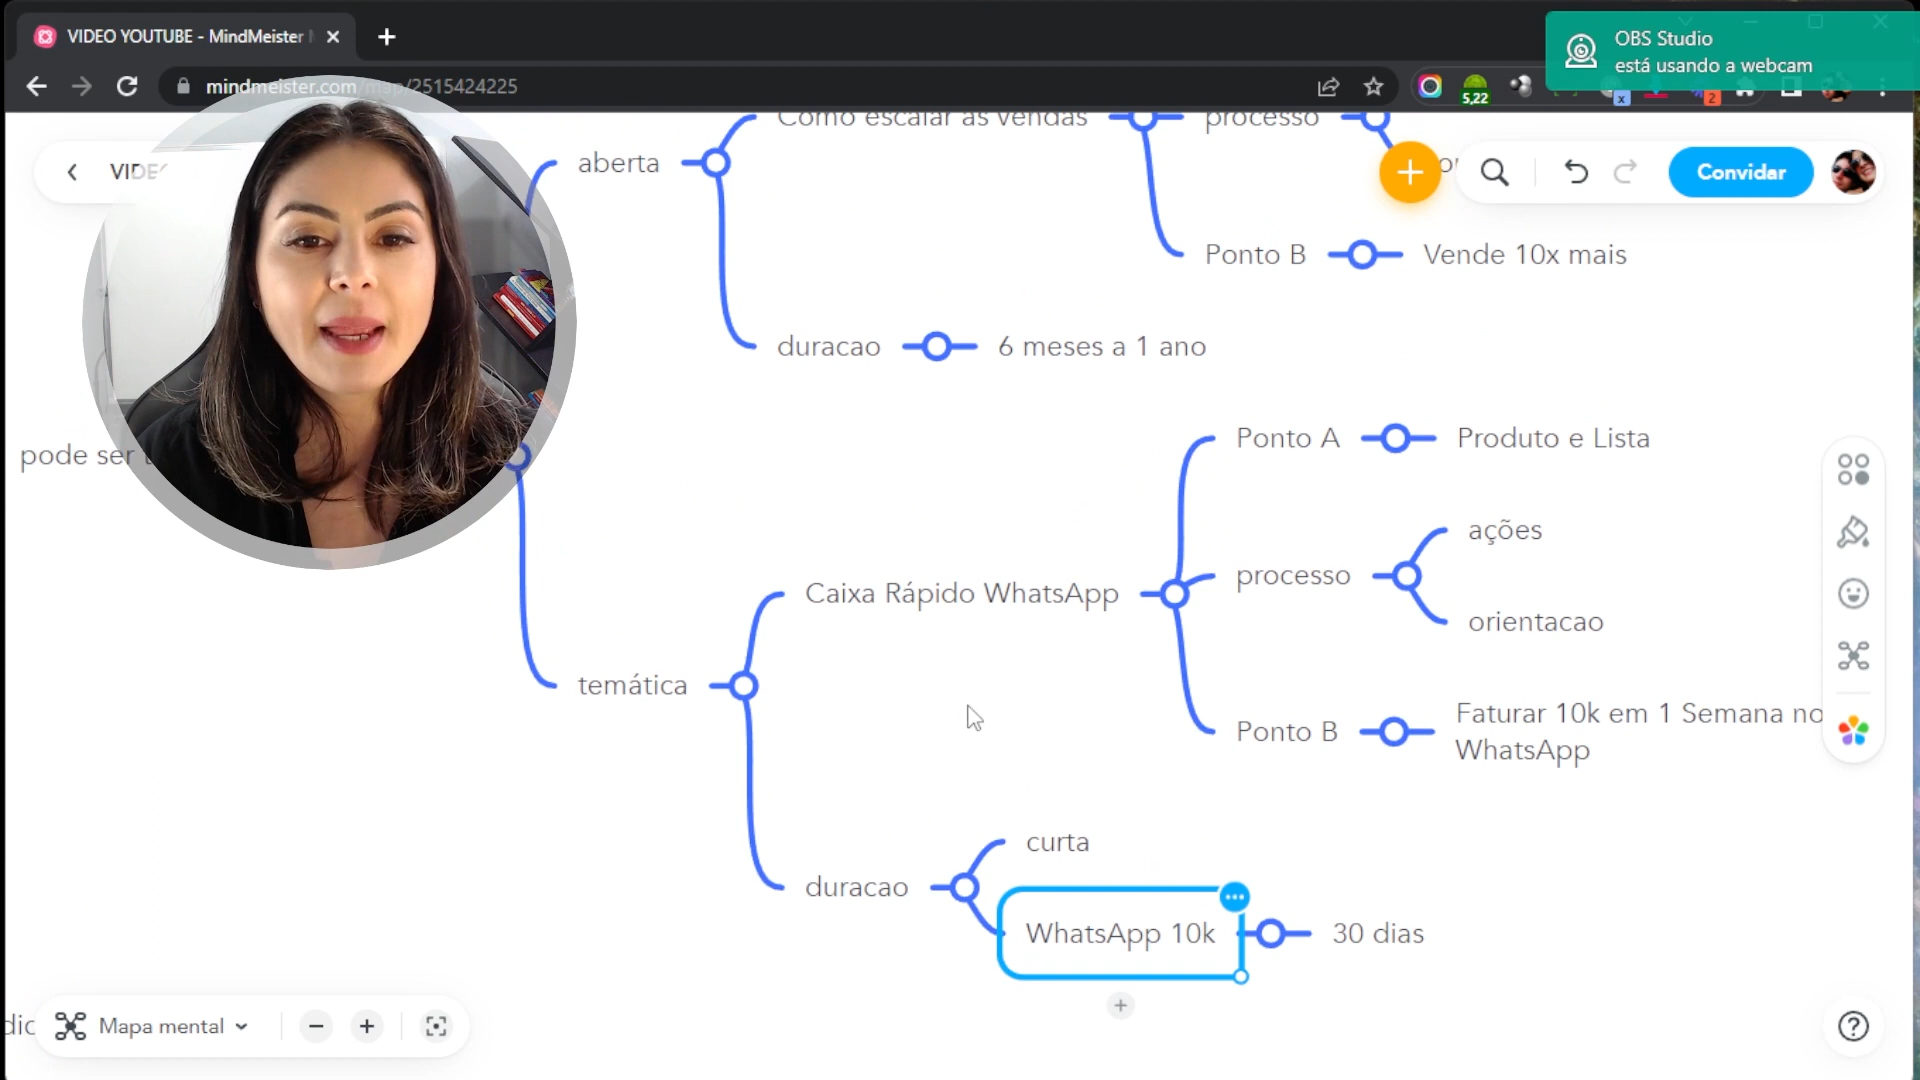 VIDEO YOUTUBE - MindMeister
mindmeister.com/map/2515424225
OBS Studio
está usando a webcam
5,22
x
2
Como escalar as vendas
processo
VIDE
aberta
Convidar
Ponto B
Vende 10x mais
duracao
6 meses a 1 ano
pode ser
Ponto A
Produto e Lista
ações
processo
Caixa Rápido WhatsApp
orientacao
temática
Ponto B
Faturar 10k em 1 Semana no
WhatsApp
curta
duracao
WhatsApp 10k
30 dias
Mapa mental